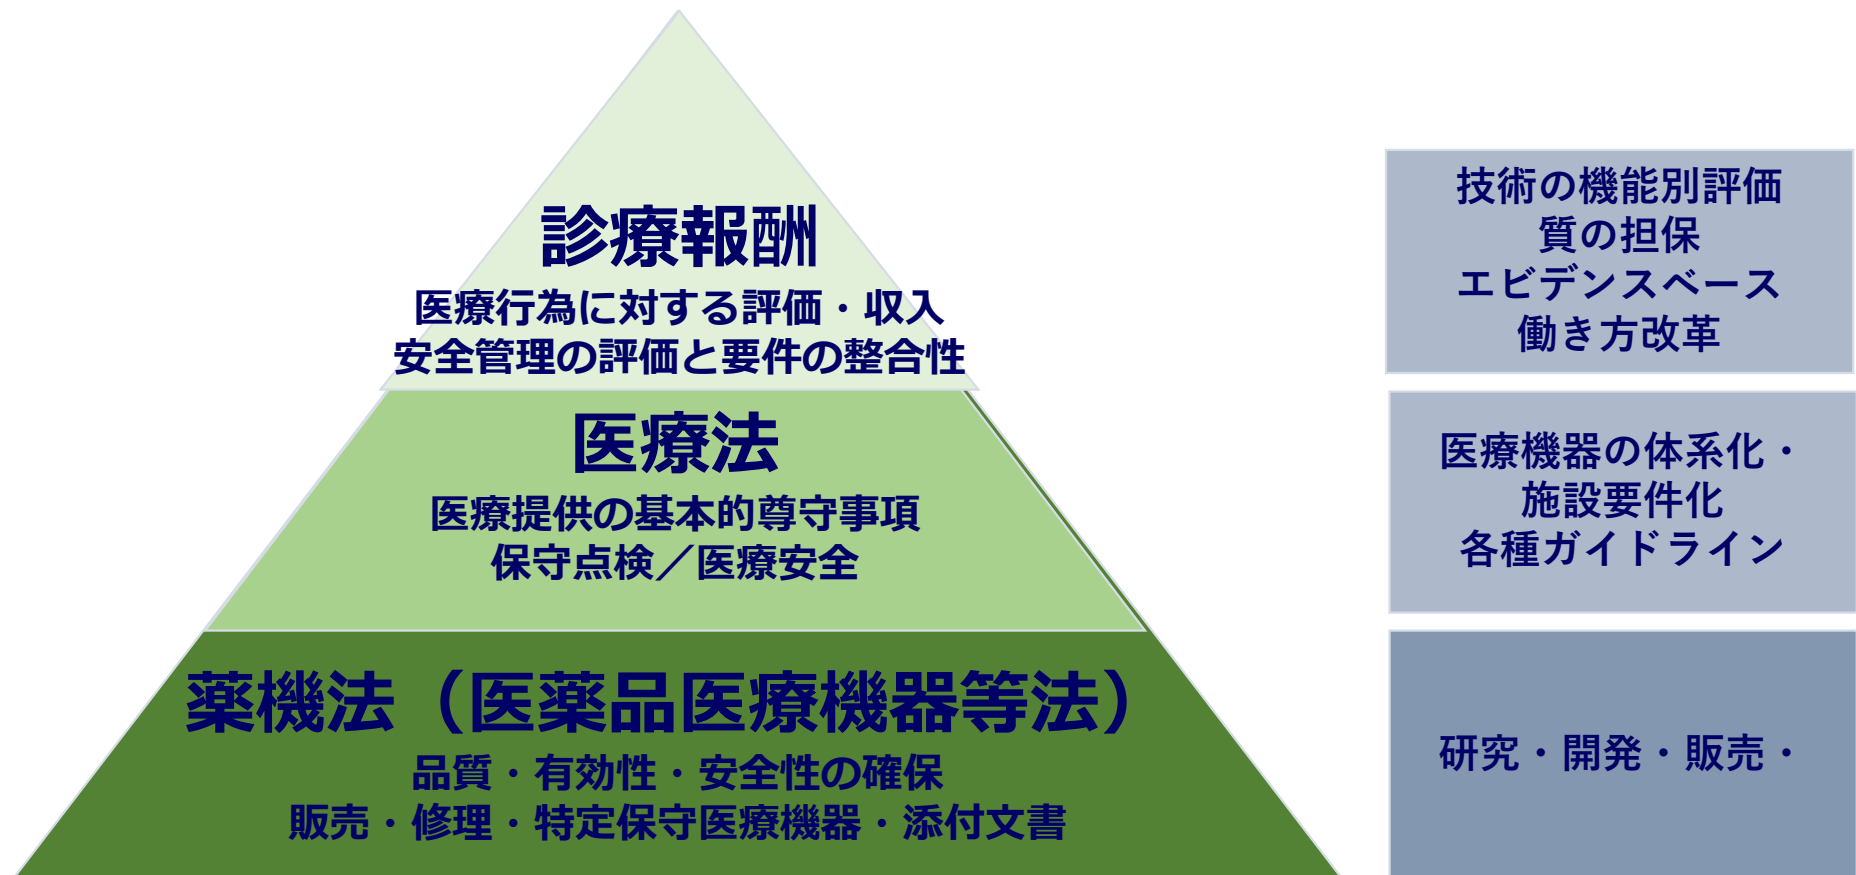 診療報酬
医療行為に対する評価・収入
安全管理の評価と要件の整合性
技術の機能別評価
質の担保
エビデンスベース
働き方改革
医療法
医療提供の基本的尊守事項
保守点検／医療安全
医療機器の体系化・
施設要件化
各種ガイドライン
薬機法（医薬品医療機器等法）
品質・有効性・安全性の確保
販売・修理・特定保守医療機器・添付文書
研究・開発・販売・